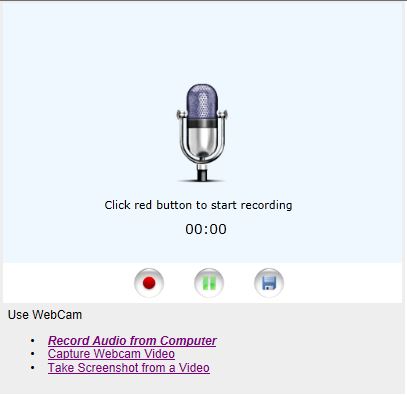 Click red button to start recording
00:00
Use WebCam
• Record Audio from Computer
• Capture Webcam Video
• Take Screenshot from a Video